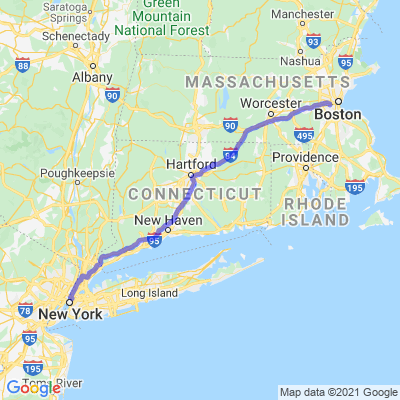 Saratoga
Springs
Green
Mountain
National Forest
Manchester
Schenectady
93
Nashua
95
Albany
MASSACHUSETTS
90
Worcester
90
Boston
495
84
Hartford
Providence
Poughkeepsie
195
CONNECTICUT
RHODE
ISLAND
New Haven
95
Long Island
78
New York
95
195
Toms River
Google
Map data ©2021 Google